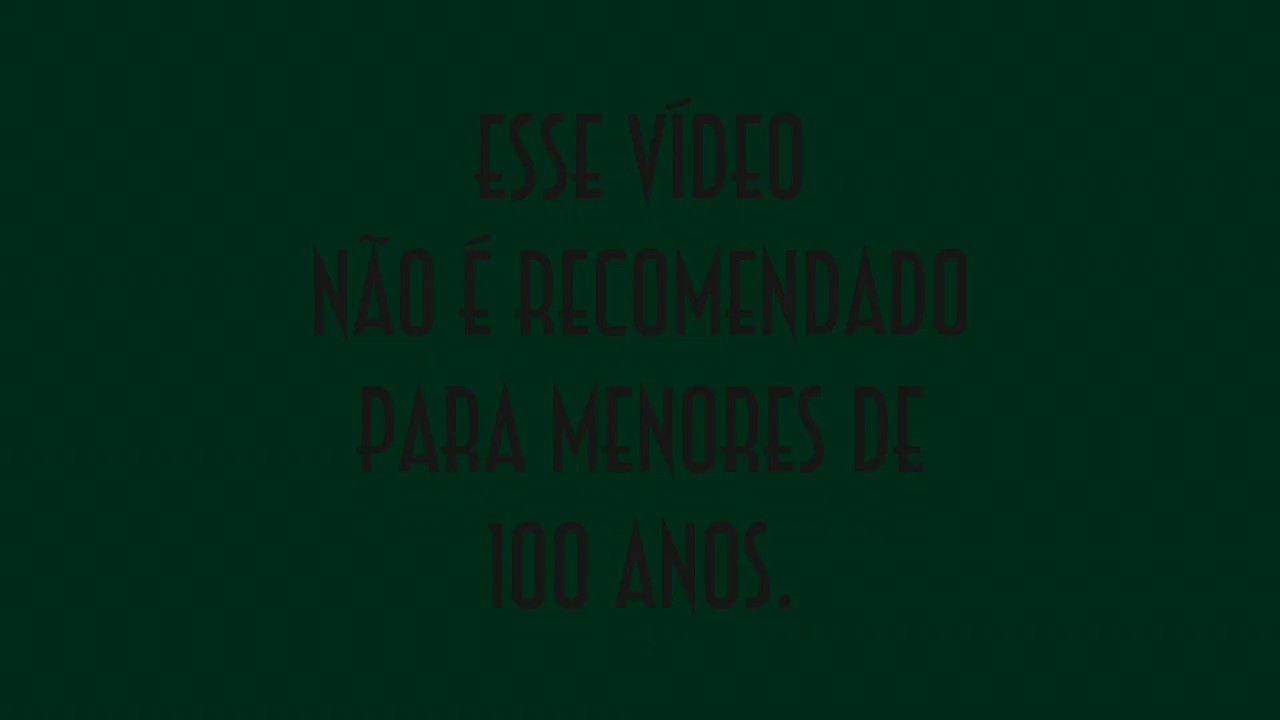 ESSE VÍDEO
NÃO É RECOMENDADO
PARA MENORES DE
100 ANOS.